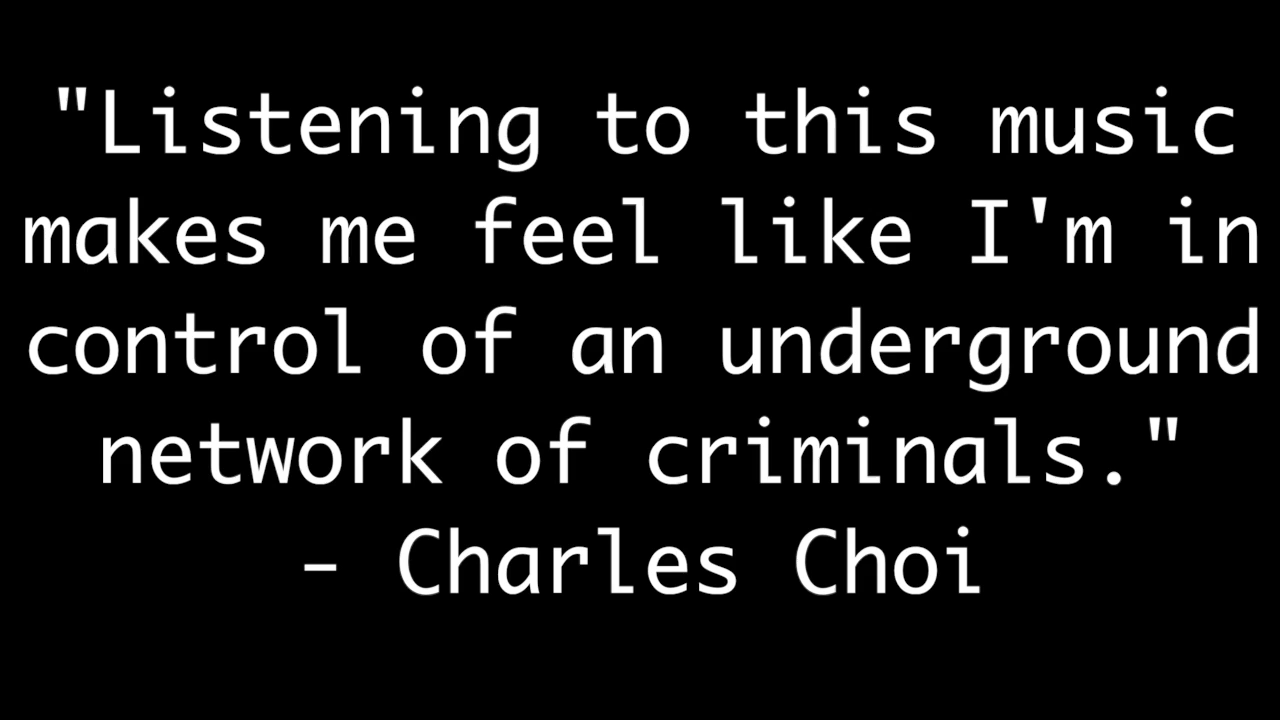 "Listening to this music
makes me feel like I'm in
control of an underground
network of criminals."
- Charles Choi